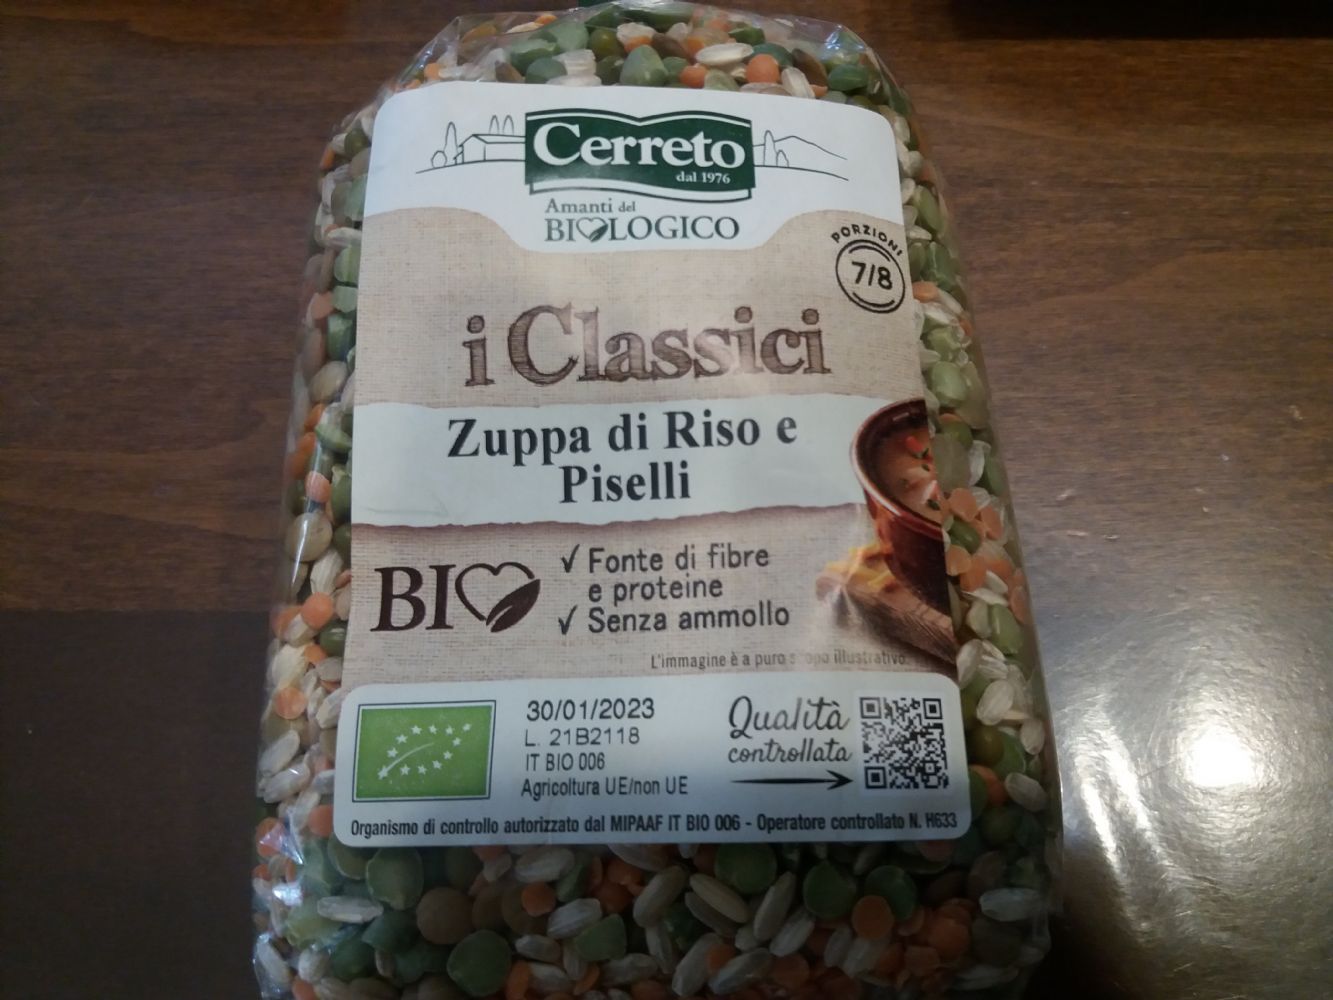 Cerreto
dal 1976
Amanti del
BIOLOGICO
PORZIONI
7/8
i Classici
Zuppa di Riso e
Piselli
BIO
✓ Fonte di fibre
e proteine
✓ Senza ammollo
L'immagine è a puro scopo illustrativo.
30/01/2023
L. 21B2118
IT BIO 006
Agricoltura UE/non UE
Qualità
controllata
Organismo di controllo autorizzato dal MIPAAF IT BIO 006 - Operatore controllato N. H633